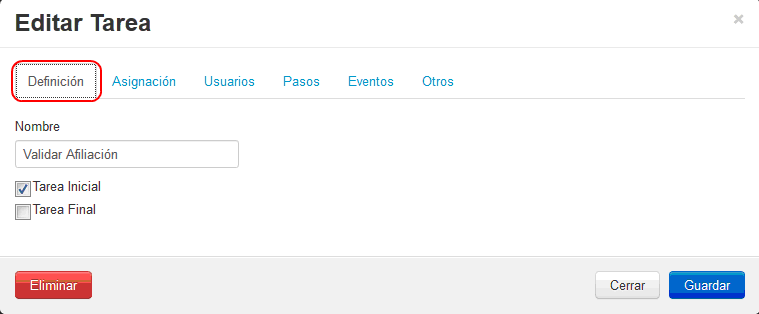 Editar Tarea
×
Definición Asignación Usuarios Pasos Eventos Otros
Nombre
Validar Afiliación
Tarea Inicial
Tarea Final
Eliminar Cerrar Guardar